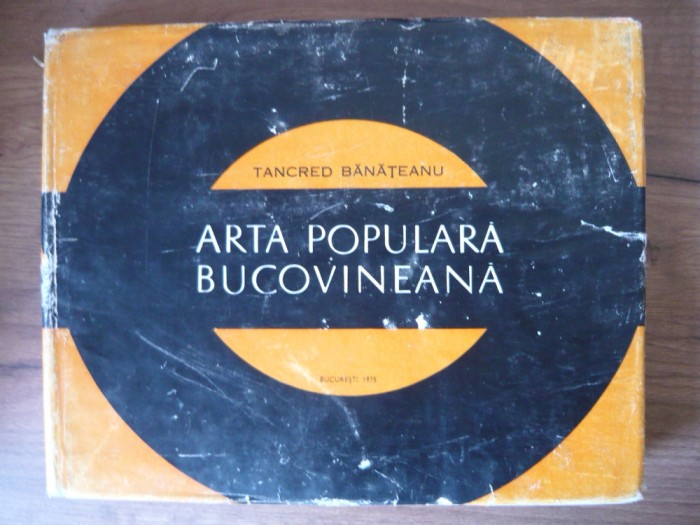 TANCRED BĂNĂŢEANU
ARTA POPULARĂ
BUCOVINEANĂ
BUCUREŞTI, 1975